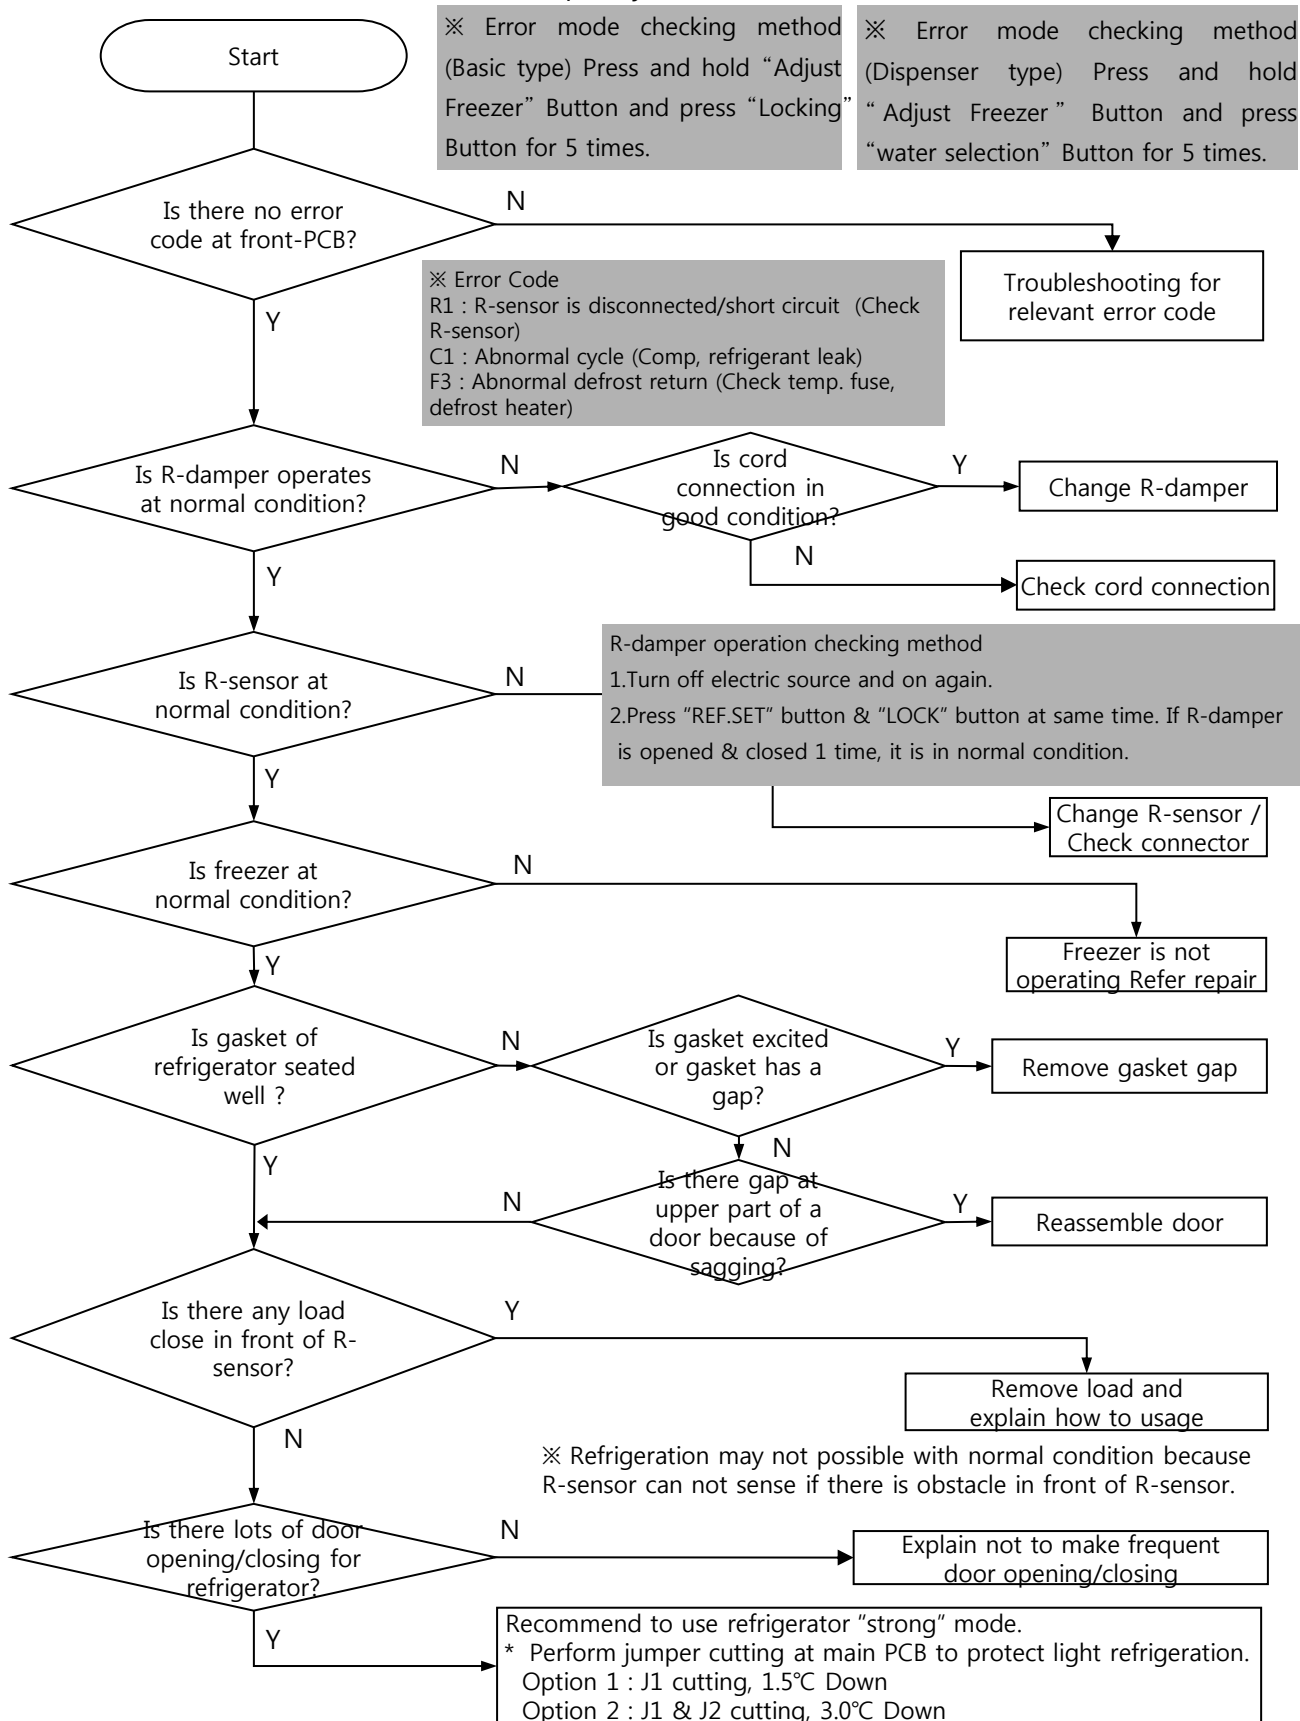 Start
※ Error mode checking method
(Basic type) Press and hold “Adjust
Freezer” Button and press “Locking”
Button for 5 times.
※ Error mode checking method
(Dispenser type) Press and hold
“ Adjust Freezer ” Button and press
“water selection” Button for 5 times.
Is there no error
code at front-PCB?
N
Troubleshooting for
relevant error code
Y
※ Error Code
R1 : R-sensor is disconnected/short circuit (Check
R-sensor)
C1 : Abnormal cycle (Comp, refrigerant leak)
F3 : Abnormal defrost return (Check temp. fuse,
defrost heater)
Is R-damper operates
at normal condition?
N
Is cord
connection in
good condition?
Y
Change R-damper
N
Check cord connection
Y
Is R-sensor at
normal condition?
N
R-damper operation checking method
1.Turn off electric source and on again.
2.Press “REF.SET” button & “LOCK” button at same time. If R-damper
is opened & closed 1 time, it is in normal condition.
Change R-sensor /
Check connector
Y
Is freezer at
normal condition?
N
Freezer is not
operating Refer repair
Y
Is gasket of
refrigerator seated
well ?
N
Is gasket excited
or gasket has a
gap?
Y
Remove gasket gap
N
Is there gap at
upper part of a
door because of
sagging?
Y
Reassemble door
N
Y
Is there any load
close in front of R-
sensor?
Y
Remove load and
explain how to usage
※ Refrigeration may not possible with normal condition because
R-sensor can not sense if there is obstacle in front of R-sensor.
N
Is there lots of door
opening/closing for
refrigerator?
N
Explain not to make frequent
door opening/closing
Y
Recommend to use refrigerator “strong” mode.
* Perform jumper cutting at main PCB to protect light refrigeration.
Option 1 : J1 cutting, 1.5℃ Down
Option 2 : J1 & J2 cutting, 3.0℃ Down